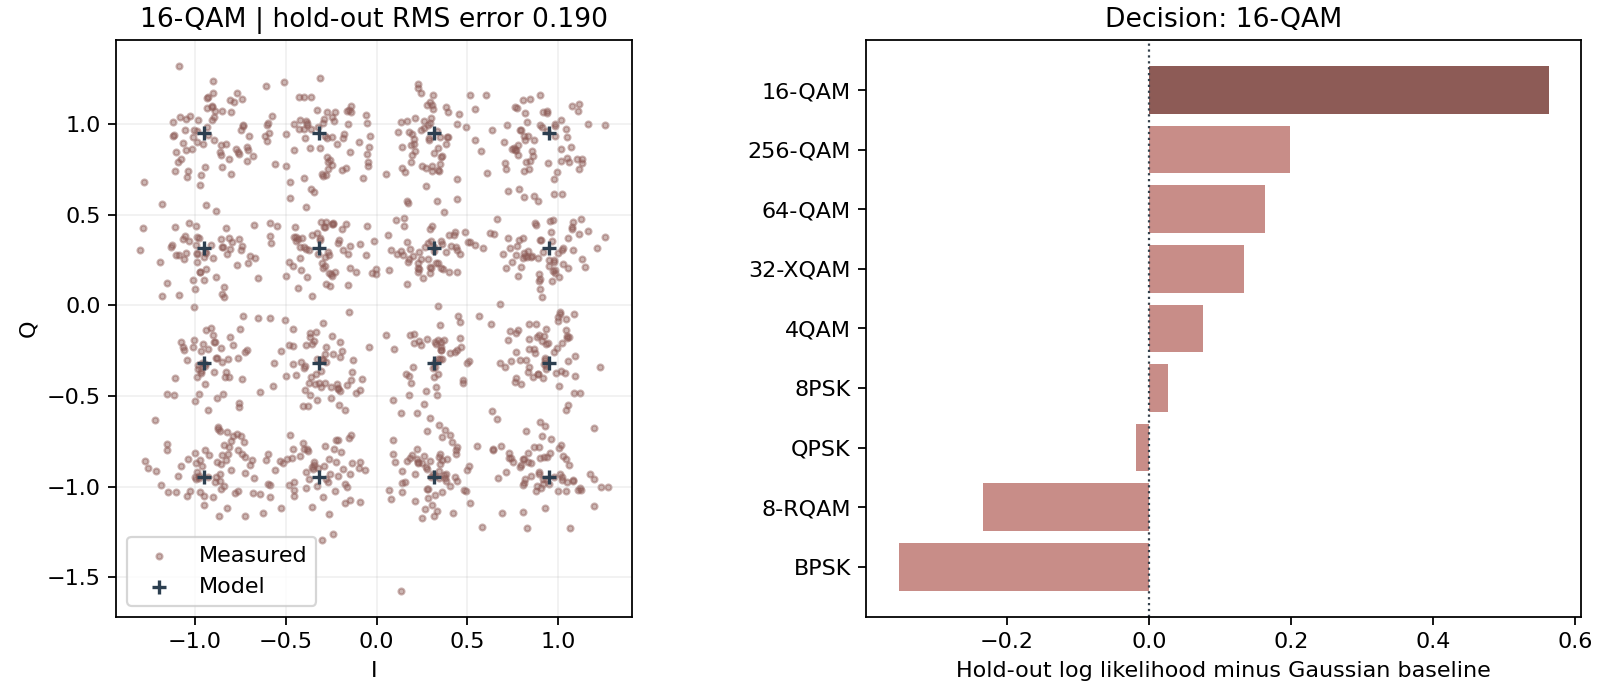 16-QAM | hold-out RMS error 0.190
1.0
0.5
0.0
−0.5
−1.0
−1.5
Q
Measured
Model
−1.0
−0.5
0.0
0.5
1.0
I
Decision: 16-QAM
16-QAM
256-QAM
64-QAM
32-XQAM
4QAM
8PSK
QPSK
8-RQAM
BPSK
−0.2
0.0
0.2
0.4
0.6
Hold-out log likelihood minus Gaussian baseline